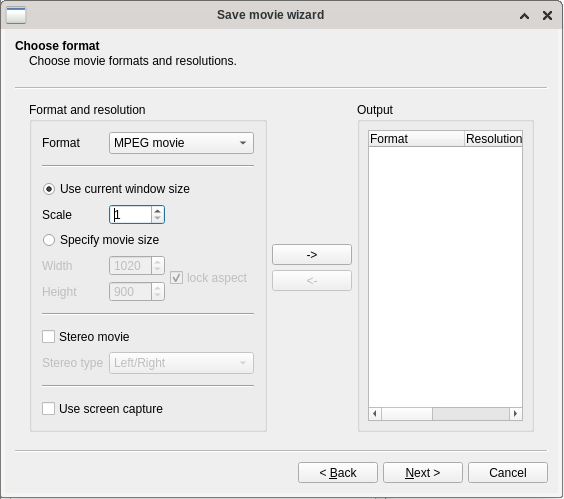 Save movie wizard
Choose format
Choose movie formats and resolutions.
Format and resolution
Output
Format
MPEG movie
Format
Resolution
Use current window size
Scale
1
Specify movie size
->
Width
1020
lock aspect
<-
Height
900
Stereo movie
Stereo type
Left/Right
Use screen capture
< Back
Next >
Cancel